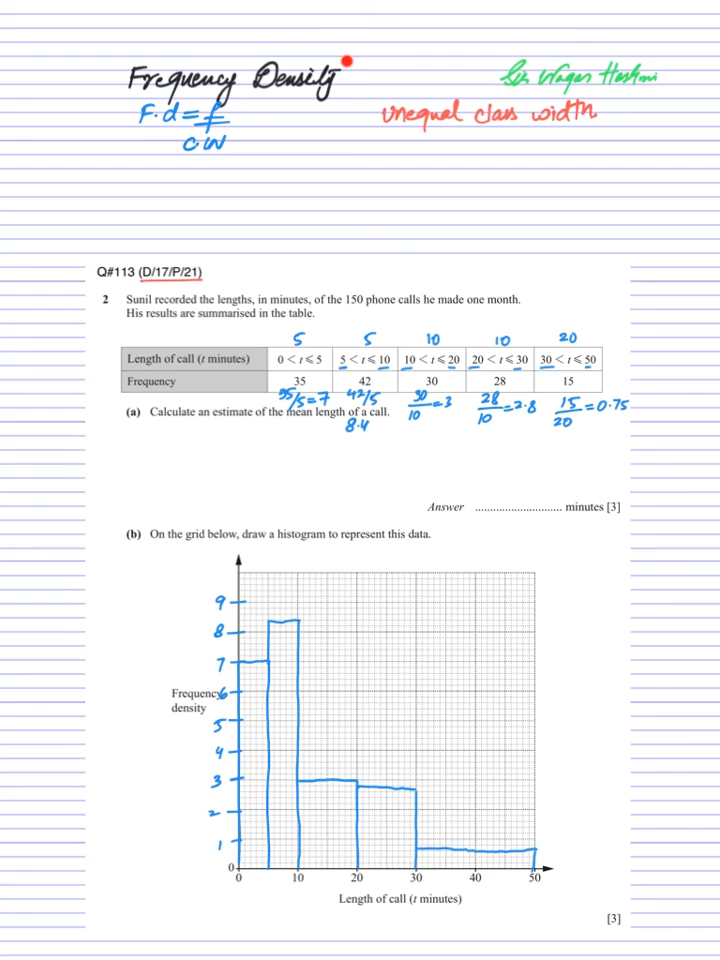 Frequency Density
Sir Waqar Hashmi
F.d = f
unequal class width
CW
Q#113 (D/17/P/21)
2 Sunil recorded the lengths, in minutes, of the 150 phone calls he made one month.
His results are summarised in the table.
5 5 10 10 20
Length of call (t minutes) 0 < t ⩽ 5 5 < t ⩽ 10 10 < t ⩽ 20 20 < t ⩽ 30 30 < t ⩽ 50
Frequency 35 42 30 28 15
35/5=7 42/5 30/10=3 28/10=2.8 15/20=0.75
(a) Calculate an estimate of the mean length of a call.
8.4
Answer ............................. minutes [3]
(b) On the grid below, draw a histogram to represent this data.
9
8
7
Frequency 6
density
5
4
3
2
1
0
0 10 20 30 40 50
Length of call (t minutes)
[3]